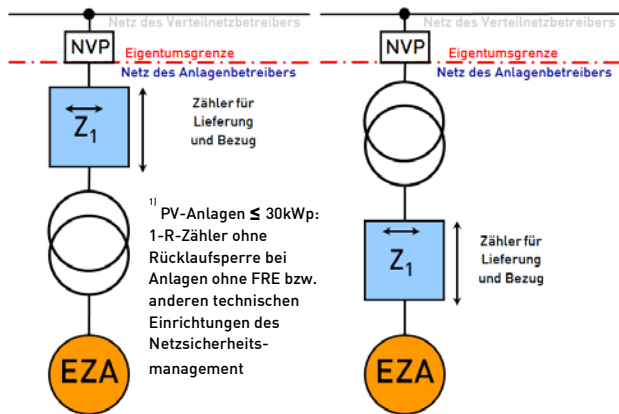 Netz des Verteilnetzbetreibers
NVP
Eigentumsgrenze
Netz des Anlagenbetreibers
Z1
Zähler für
Lieferung
und Bezug
1) PV-Anlagen ≤ 30kWp:
1-R-Zähler ohne
Rücklaufsperre bei
Anlagen ohne FRE bzw.
anderen technischen
Einrichtungen des
Netzsicherheits-
management
EZA
Netz des Verteilnetzbetreibers
NVP
Eigentumsgrenze
Netz des Anlagenbetreibers
Z1
Zähler für
Lieferung
und Bezug
EZA